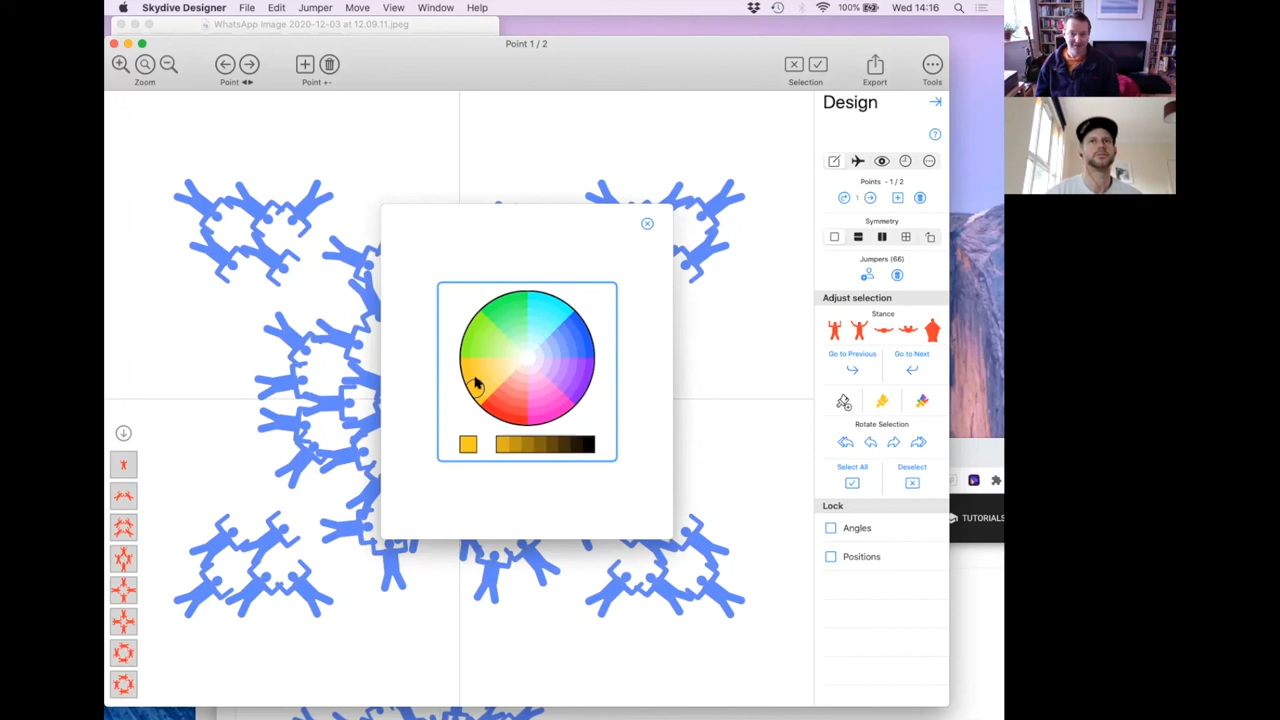 Skydive Designer File Edit Jumper Move View Window Help
100% Wed 14:16
WhatsApp Image 2020-12-03 at 12.09.11.jpeg
Point 1 / 2
Zoom
Point ◀▶
Point +-
Selection
Export
Tools
Design
Points - 1 / 2
1
Symmetry
Jumpers (66)
Adjust selection
Stance
Go to Previous Go to Next
Rotate Selection
Select All Deselect
Lock
Angles
Positions
TUTORIALS